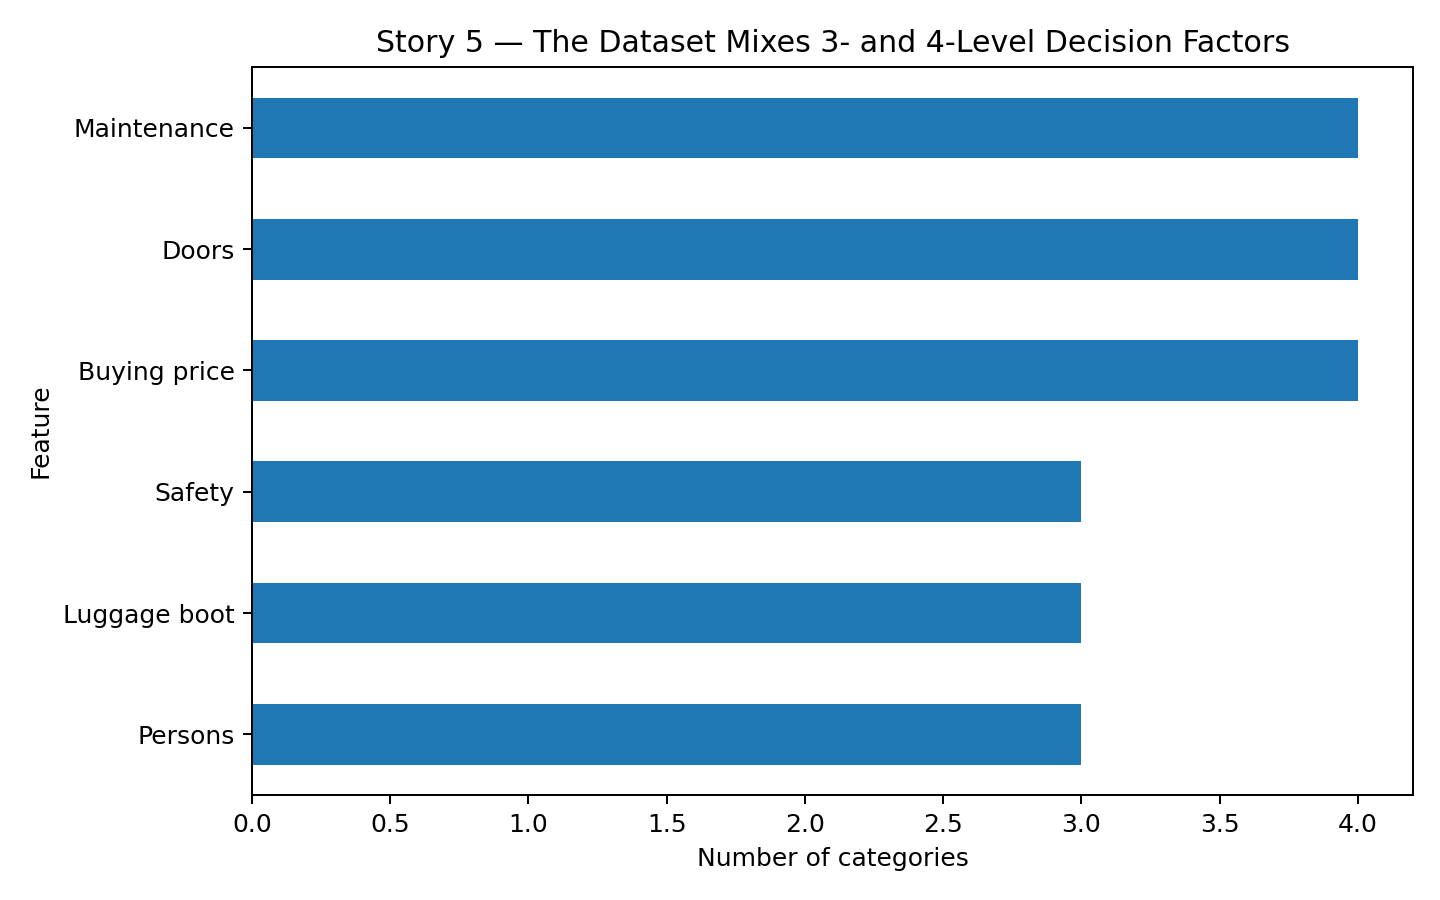 Story 5 — The Dataset Mixes 3- and 4-Level Decision Factors
Maintenance
Doors
Buying price
Safety
Luggage boot
Persons
Feature
0.0 0.5 1.0 1.5 2.0 2.5 3.0 3.5 4.0
Number of categories